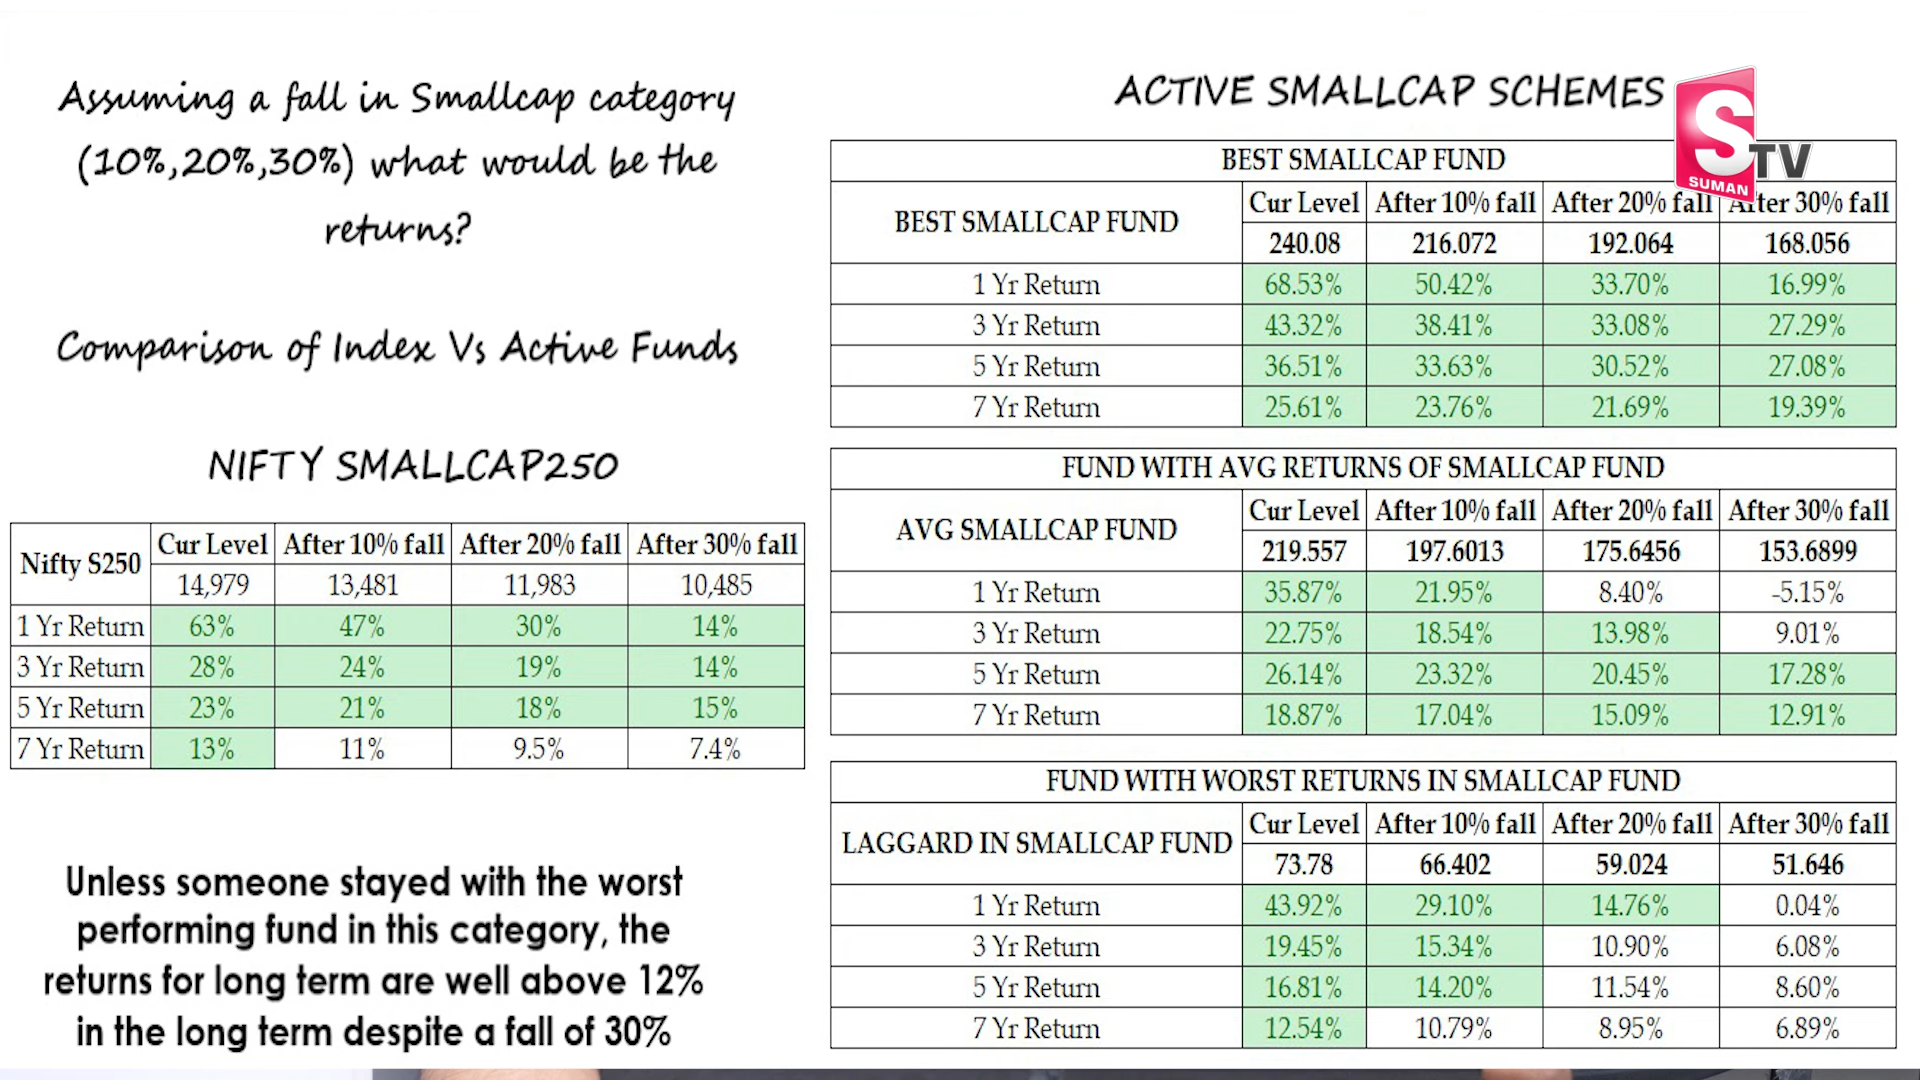 Assuming a fall in Smallcap category
(10%,20%,30%) what would be the
returns?
Comparison of Index Vs Active Funds
NIFTY SMALLCAP250
Nifty S250 Cur Level After 10% fall After 20% fall After 30% fall
14,979 13,481 11,983 10,485
1 Yr Return 63% 47% 30% 14%
3 Yr Return 28% 24% 19% 14%
5 Yr Return 23% 21% 18% 15%
7 Yr Return 13% 11% 9.5% 7.4%
Unless someone stayed with the worst
performing fund in this category, the
returns for long term are well above 12%
in the long term despite a fall of 30%
ACTIVE SMALLCAP SCHEMES
S TV
SUMAN
BEST SMALLCAP FUND
BEST SMALLCAP FUND Cur Level After 10% fall After 20% fall After 30% fall
240.08 216.072 192.064 168.056
1 Yr Return 68.53% 50.42% 33.70% 16.99%
3 Yr Return 43.32% 38.41% 33.08% 27.29%
5 Yr Return 36.51% 33.63% 30.52% 27.08%
7 Yr Return 25.61% 23.76% 21.69% 19.39%
FUND WITH AVG RETURNS OF SMALLCAP FUND
AVG SMALLCAP FUND Cur Level After 10% fall After 20% fall After 30% fall
219.557 197.6013 175.6456 153.6899
1 Yr Return 35.87% 21.95% 8.40% -5.15%
3 Yr Return 22.75% 18.54% 13.98% 9.01%
5 Yr Return 26.14% 23.32% 20.45% 17.28%
7 Yr Return 18.87% 17.04% 15.09% 12.91%
FUND WITH WORST RETURNS IN SMALLCAP FUND
LAGGARD IN SMALLCAP FUND Cur Level After 10% fall After 20% fall After 30% fall
73.78 66.402 59.024 51.646
1 Yr Return 43.92% 29.10% 14.76% 0.04%
3 Yr Return 19.45% 15.34% 10.90% 6.08%
5 Yr Return 16.81% 14.20% 11.54% 8.60%
7 Yr Return 12.54% 10.79% 8.95% 6.89%